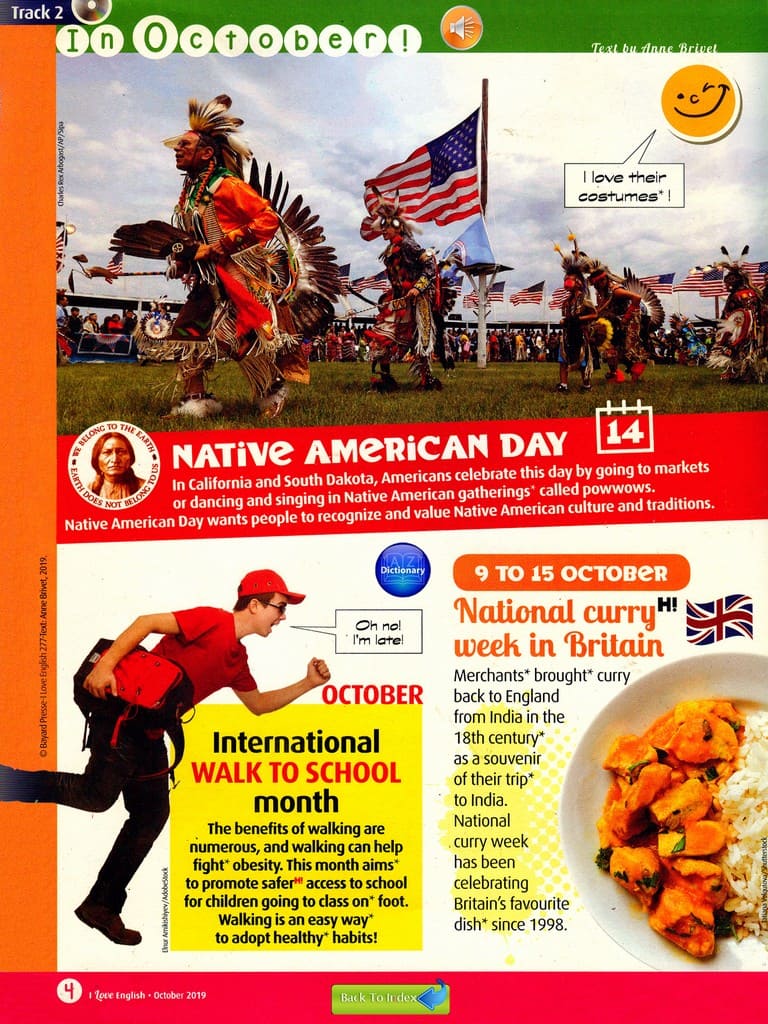 Track 2
In October!
Text by Anne Brivet
Charles Rex Arbogast/AP/Sipa
I love their
costumes* !
WE BELONG TO THE EARTH
EARTH DOES NOT BELONG TO US
NATIVE AMERICAN DAY
14
In California and South Dakota, Americans celebrate this day by going to markets
or dancing and singing in Native American gatherings* called powwows.
Native American Day wants people to recognize and value Native American culture and traditions.
A-Z
Dictionary
© Bayard Presse-I Love English 277-Text: Anne Brivet, 2019.
Oh no!
I'm late!
OCTOBER
International
WALK TO SCHOOL
month
The benefits of walking are
numerous, and walking can help
fight* obesity. This month aims*
to promote saferH! access to school
for children going to class on* foot.
Walking is an easy way*
to adopt healthy* habits!
9 TO 15 OCTOBER
National curryH!
week in Britain
Merchants* brought* curry
back to England
from India in the
18th century*
as a souvenir
of their trip*
to India.
National
curry week
has been
celebrating
Britain's favourite
dish* since 1998.
4
I Love English • October 2019
Back To Index